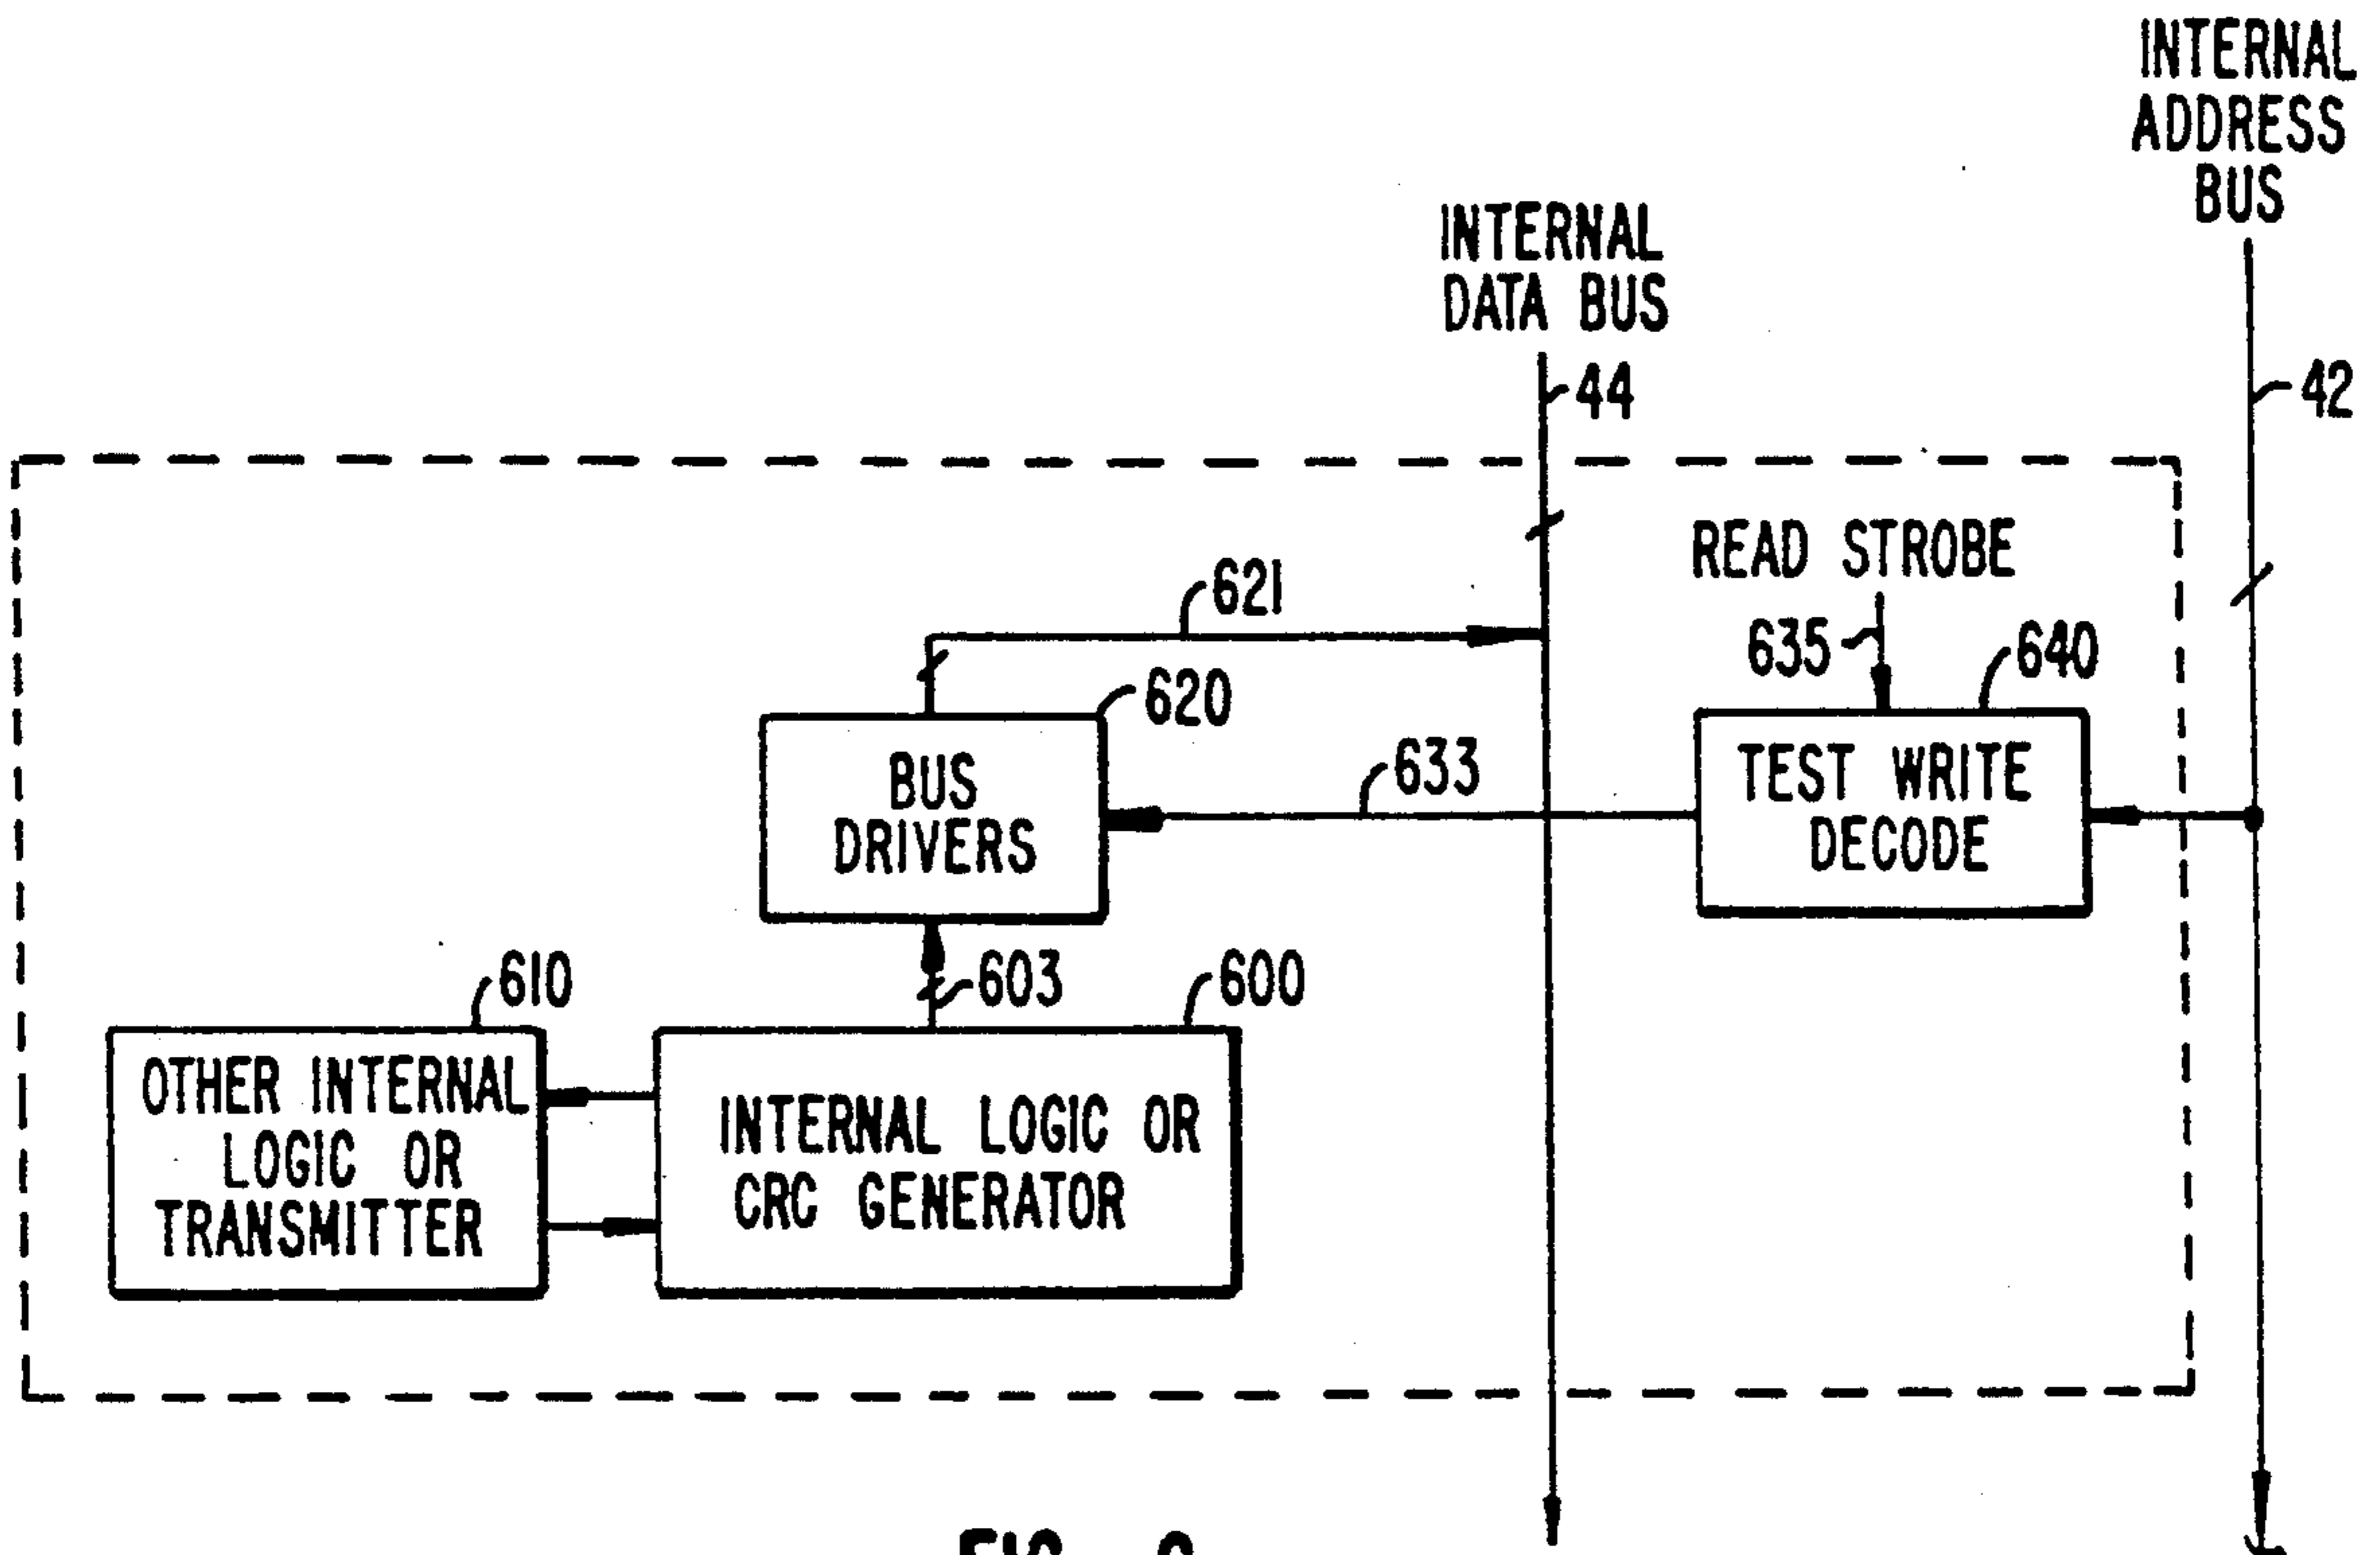 INTERNAL
ADDRESS
BUS
INTERNAL
DATA BUS
44
42
READ STROBE
621
635
640
620
633
BUS
DRIVERS
TEST WRITE
DECODE
610
603
600
OTHER INTERNAL
LOGIC OR
TRANSMITTER
INTERNAL LOGIC OR
CRC GENERATOR